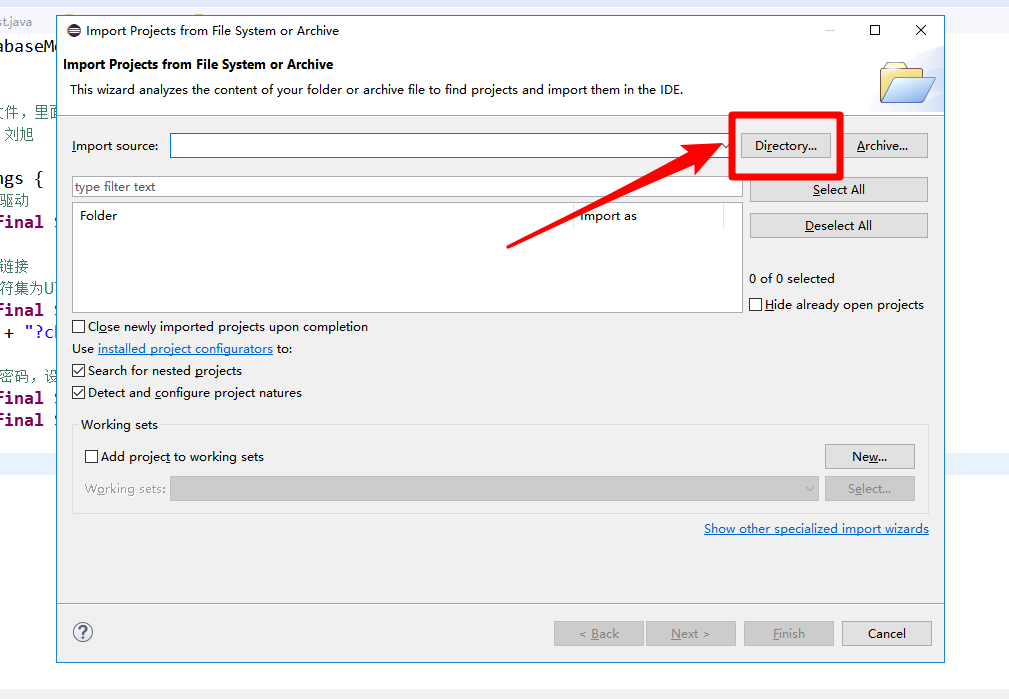 st.java
Import Projects from File System or Archive
abaseMe
Import Projects from File System or Archive
This wizard analyzes the content of your folder or archive file to find projects and import them in the IDE.
文件，里面
刘旭
Import source:
Directory...
Archive...
ngs {
type filter text
Select All
驱动
final
Folder
Import as
Deselect All
链接
0 of 0 selected
符集为U
Hide already open projects
final
Close newly imported projects upon completion
+ "?c
Use installed project configurators to:
Search for nested projects
密码，设
Detect and configure project natures
final
final
Working sets
Add project to working sets
New...
Working sets:
Select...
Show other specialized import wizards
?
< Back
Next >
Finish
Cancel